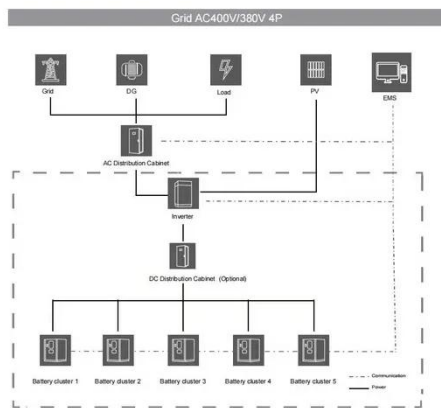 Grid AC400V/380V 4P
Grid
DG
Load
PV
EMS
AC Distribution Cabinet
Inverter
DC Distribution Cabinet (Optional)
Battery cluster 1
Battery cluster 2
Battery cluster 3
Battery cluster 4
Battery cluster 5
Communication
Power